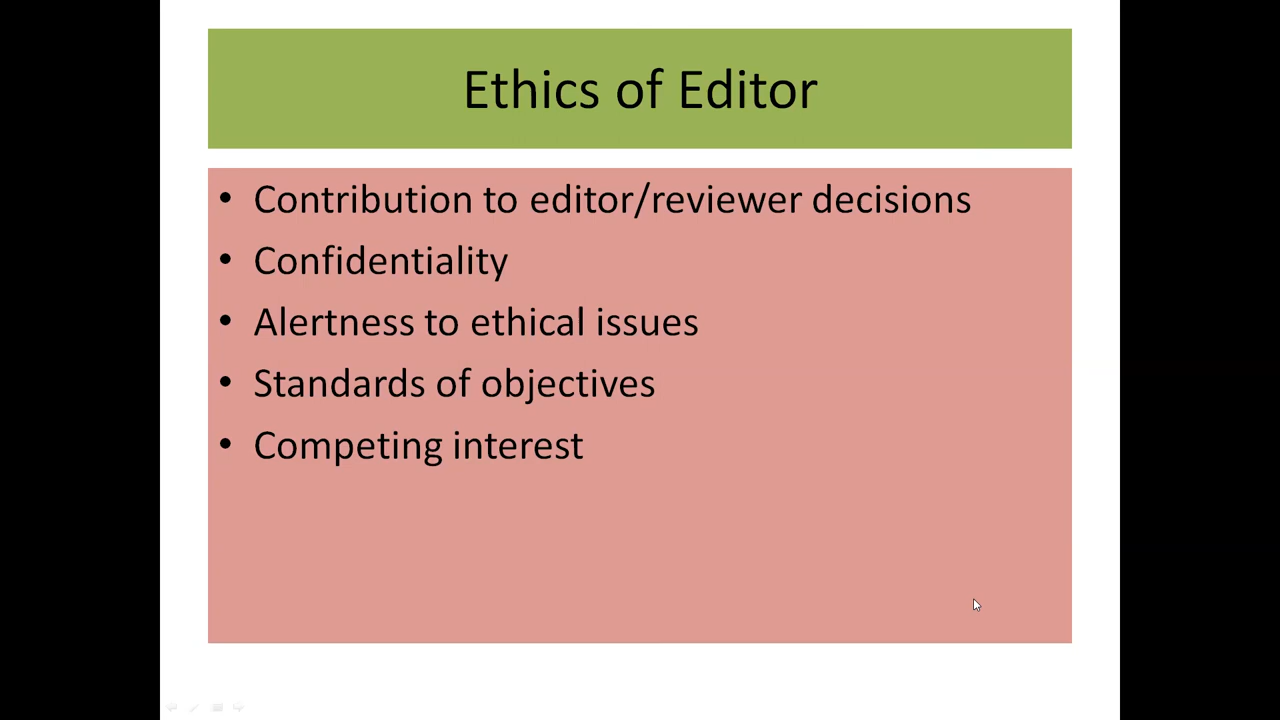 Ethics of Editor
• Contribution to editor/reviewer decisions
• Confidentiality
• Alertness to ethical issues
• Standards of objectives
• Competing interest